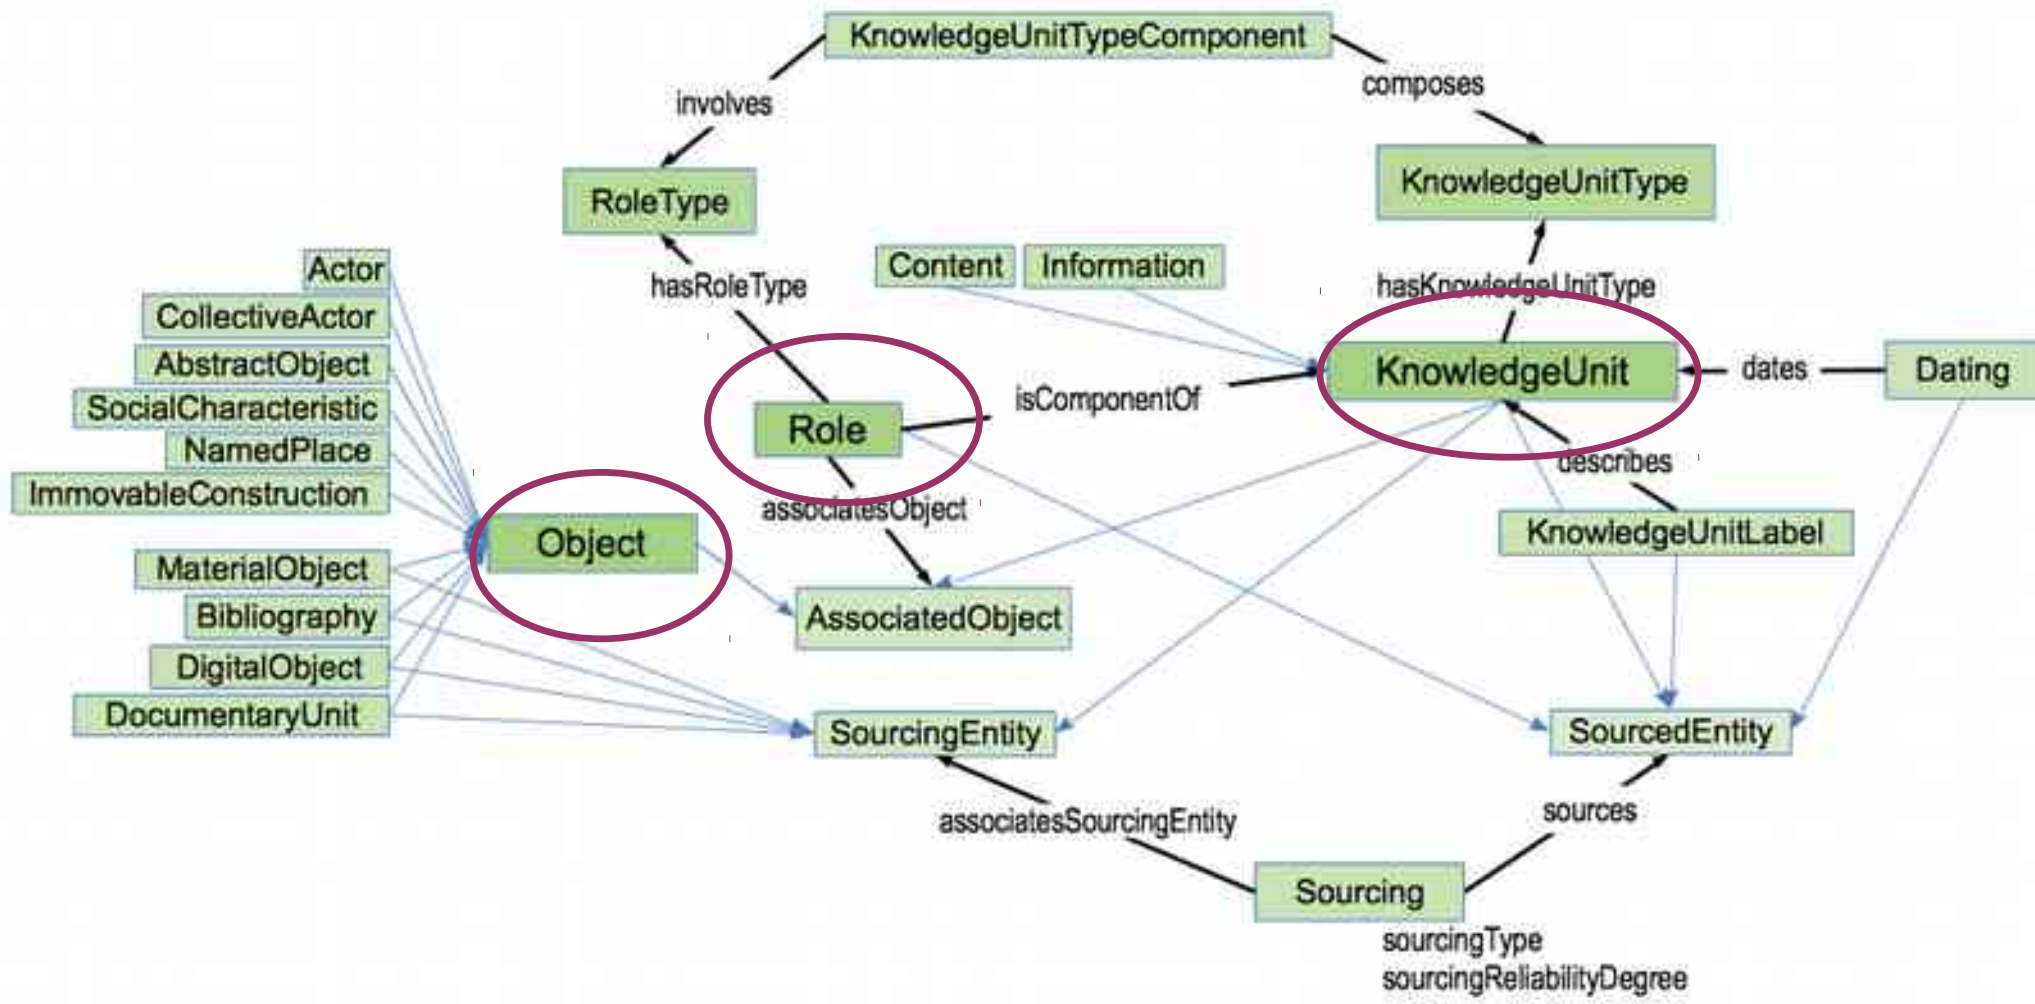 KnowledgeUnitTypeComponent
composes
involves
KnowledgeUnitType
RoleType
Content
Information
Actor
hasRoleType
hasKnowledgeUnitType
CollectiveActor
AbstractObject
KnowledgeUnit
dates
Dating
SocialCharacteristic
isComponentOf
Role
NamedPlace
describes
ImmovableConstruction
associatesObject
KnowledgeUnitLabel
Object
MaterialObject
Bibliography
AssociatedObject
DigitalObject
DocumentaryUnit
SourcingEntity
SourcedEntity
associatesSourcingEntity
sources
Sourcing
sourcingType
sourcingReliabilityDegree